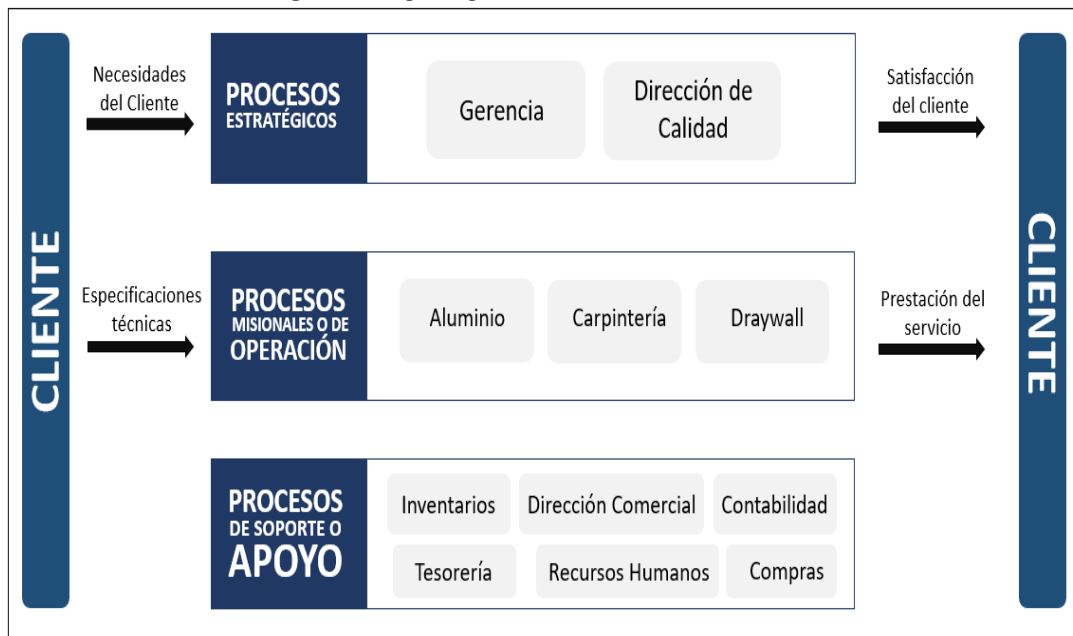 CLIENTE
Necesidades
del Cliente
PROCESOS
ESTRATÉGICOS
Gerencia
Dirección de
Calidad
Satisfacción
del cliente
Especificaciones
técnicas
PROCESOS
MISIONALES O DE
OPERACIÓN
Aluminio
Carpintería
Draywall
Prestación del
servicio
PROCESOS
DE SOPORTE O
APOYO
Inventarios
Dirección Comercial
Contabilidad
Tesorería
Recursos Humanos
Compras
CLIENTE